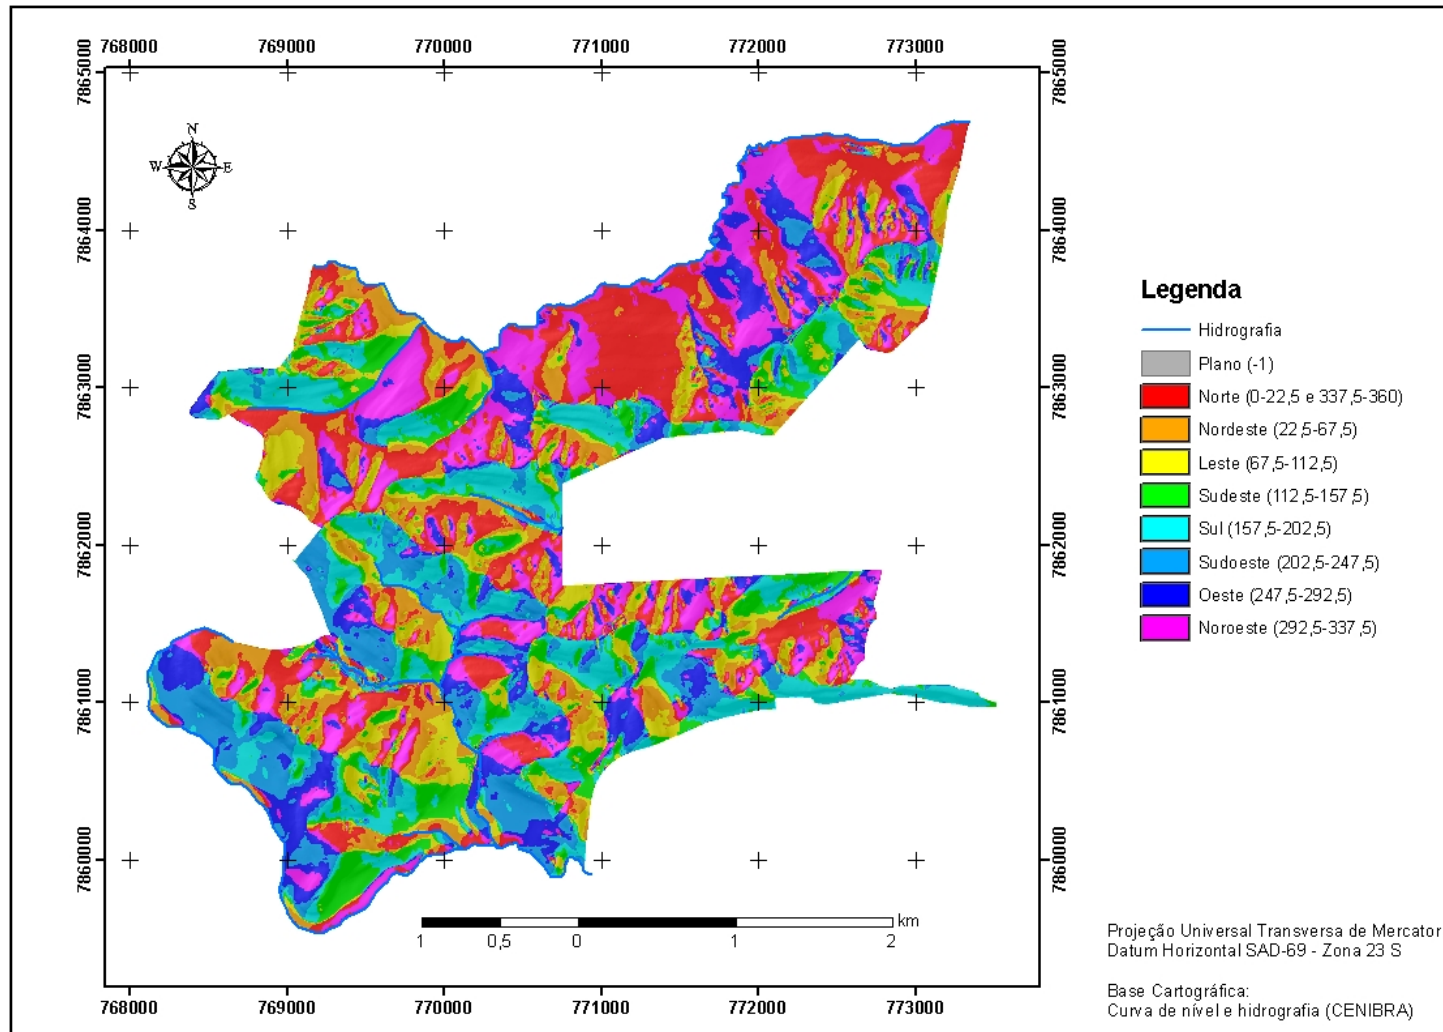 768000 769000 770000 771000 772000 773000
7865000 7865000
N
W E
S
7864000 7864000
7863000 7863000
7862000 7862000
7861000 7861000
7860000 7860000
Legenda
Hidrografia
Plano (-1)
Norte (0-22,5 e 337,5-360)
Nordeste (22,5-67,5)
Leste (67,5-112,5)
Sudeste (112,5-157,5)
Sul (157,5-202,5)
Sudoeste (202,5-247,5)
Oeste (247,5-292,5)
Noroeste (292,5-337,5)
km
1 0,5 0 1 2
Projeção Universal Transversa de Mercator
Datum Horizontal SAD-69 - Zona 23 S
Base Cartográfica:
Curva de nível e hidrografia (CENIBRA)
768000 769000 770000 771000 772000 773000